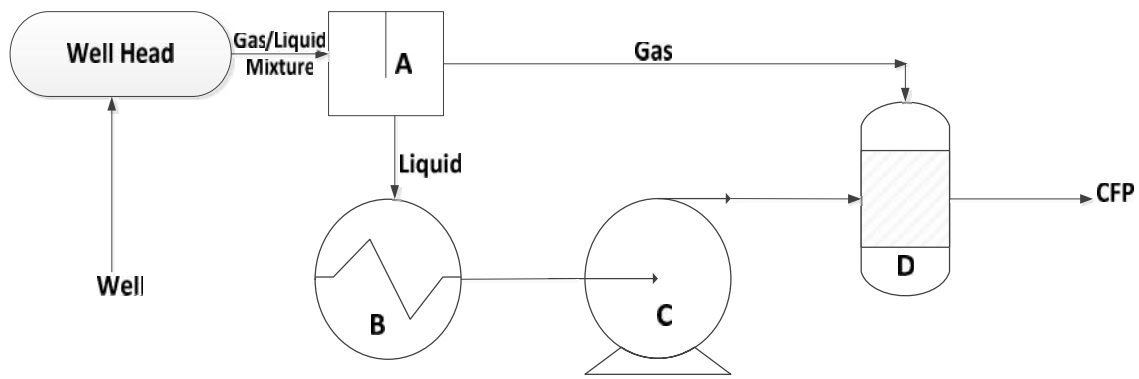 Well Head
Gas/Liquid
Mixture
A
Gas
Liquid
CFP
Well
B
C
D